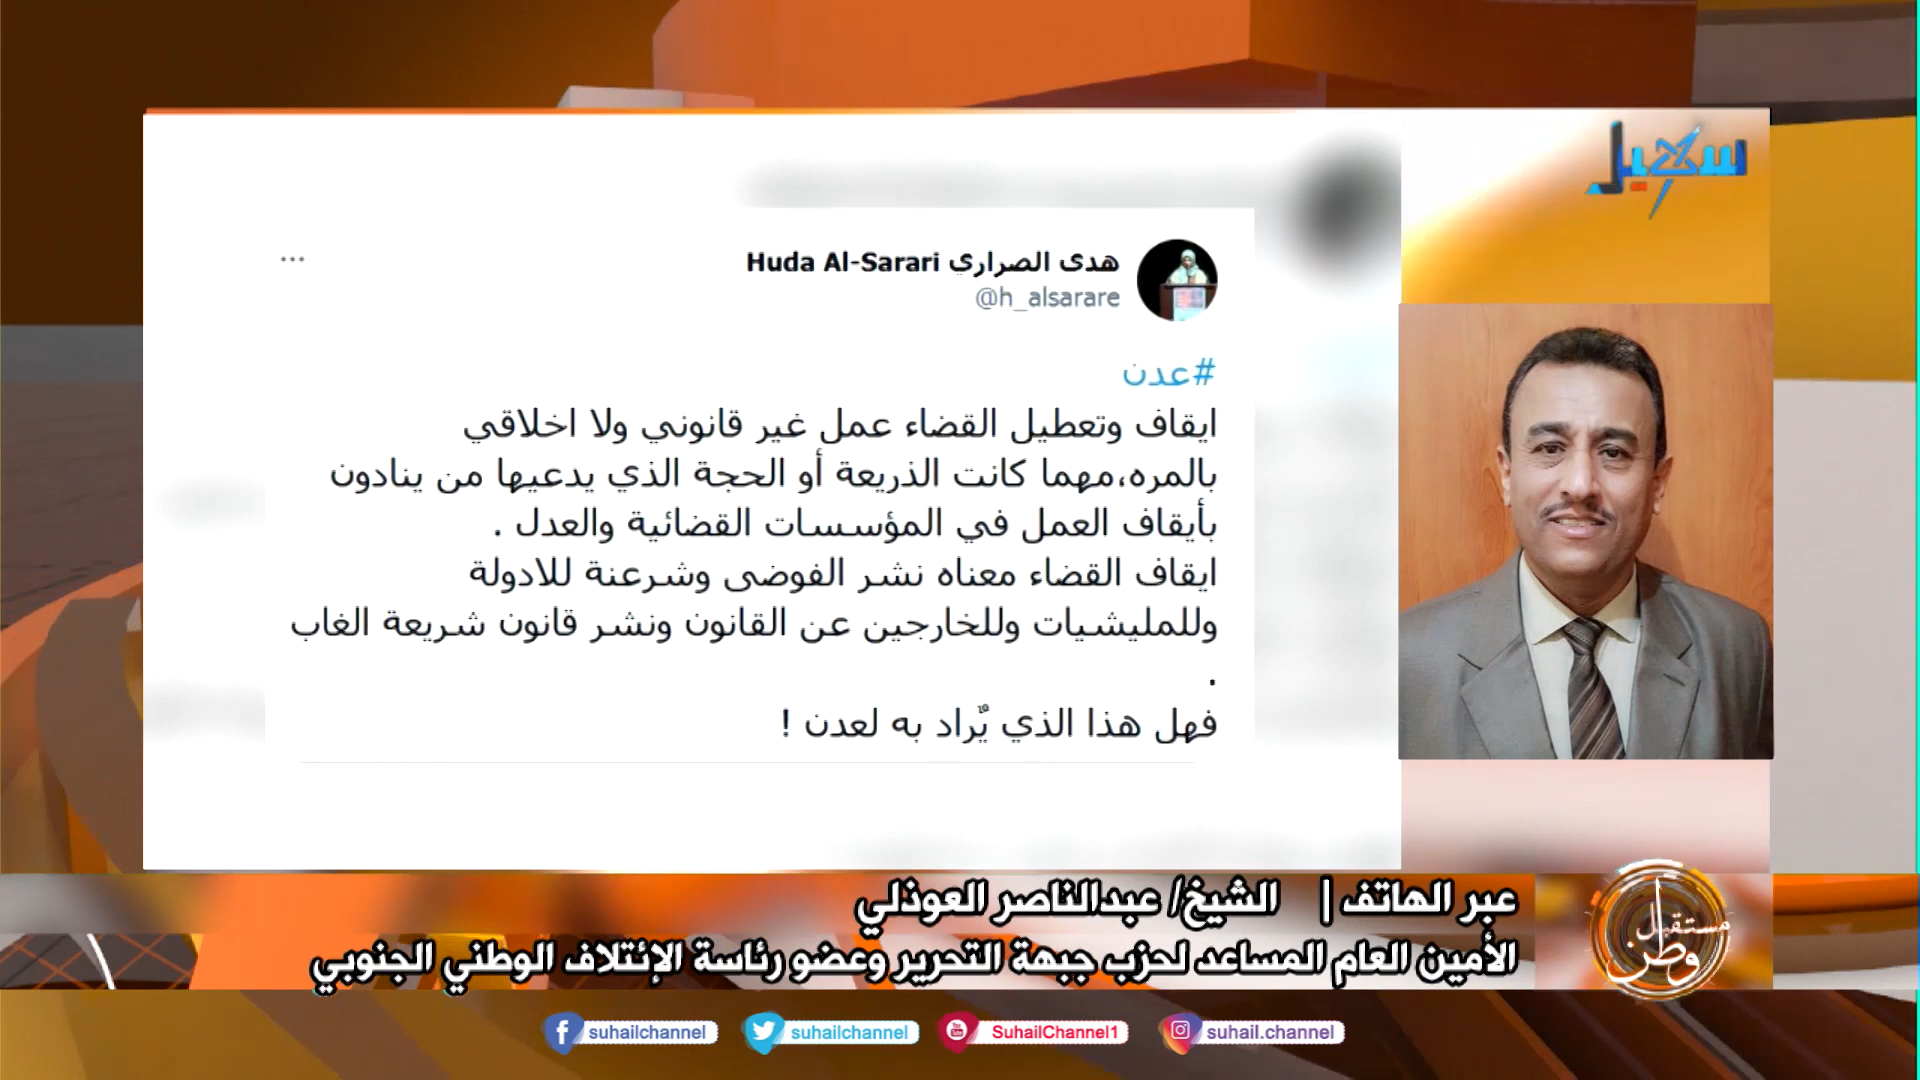 سهيل
هدى الصراري Huda Al-Sarari
@h_alsarare
#عدن
ايقاف وتعطيل القضاء عمل غير قانوني ولا اخلاقي
بالمره،مهما كانت الذريعة أو الحجة الذي يدعيها من ينادون
بأيقاف العمل في المؤسسات القضائية والعدل .
ايقاف القضاء معناه نشر الفوضى وشرعنة للادولة
وللمليشيات وللخارجين عن القانون ونشر قانون شريعة الغاب
.
فهل هذا الذي يٌراد به لعدن !
عبر الهاتف | الشيخ/ عبدالناصر العوذلي
الأمين العام المساعد لحزب جبهة التحرير وعضو رئاسة الإئتلاف الوطني الجنوبي
مستقبل
وطن
suhailchannel
suhailchannel
SuhailChannel1
suhail.channel